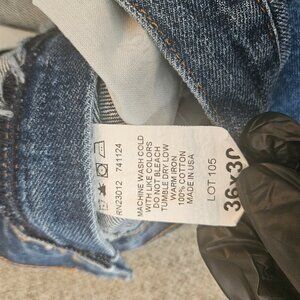 RN23012 741124
MACHINE WASH COLD
WITH LIKE COLORS
DO NOT BLEACH
TUMBLE DRY LOW
WARM IRON
100% COTTON
MADE IN USA
LOT 105
36x30